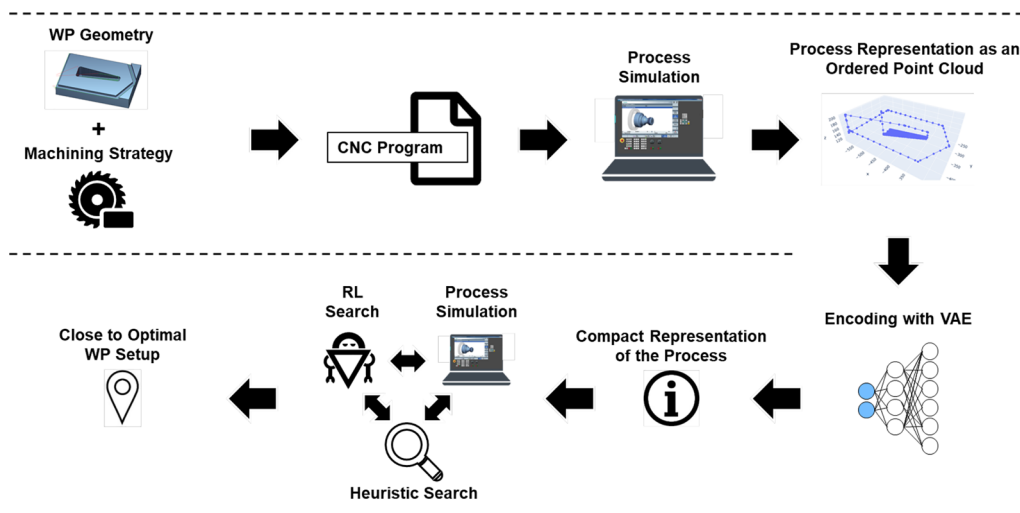 WP Geometry
+
Machining Strategy
CNC Program
Process
Simulation
Process Representation as an
Ordered Point Cloud
Encoding with VAE
Compact Representation
of the Process
i
RL
Search
Process
Simulation
Heuristic Search
Close to Optimal
WP Setup